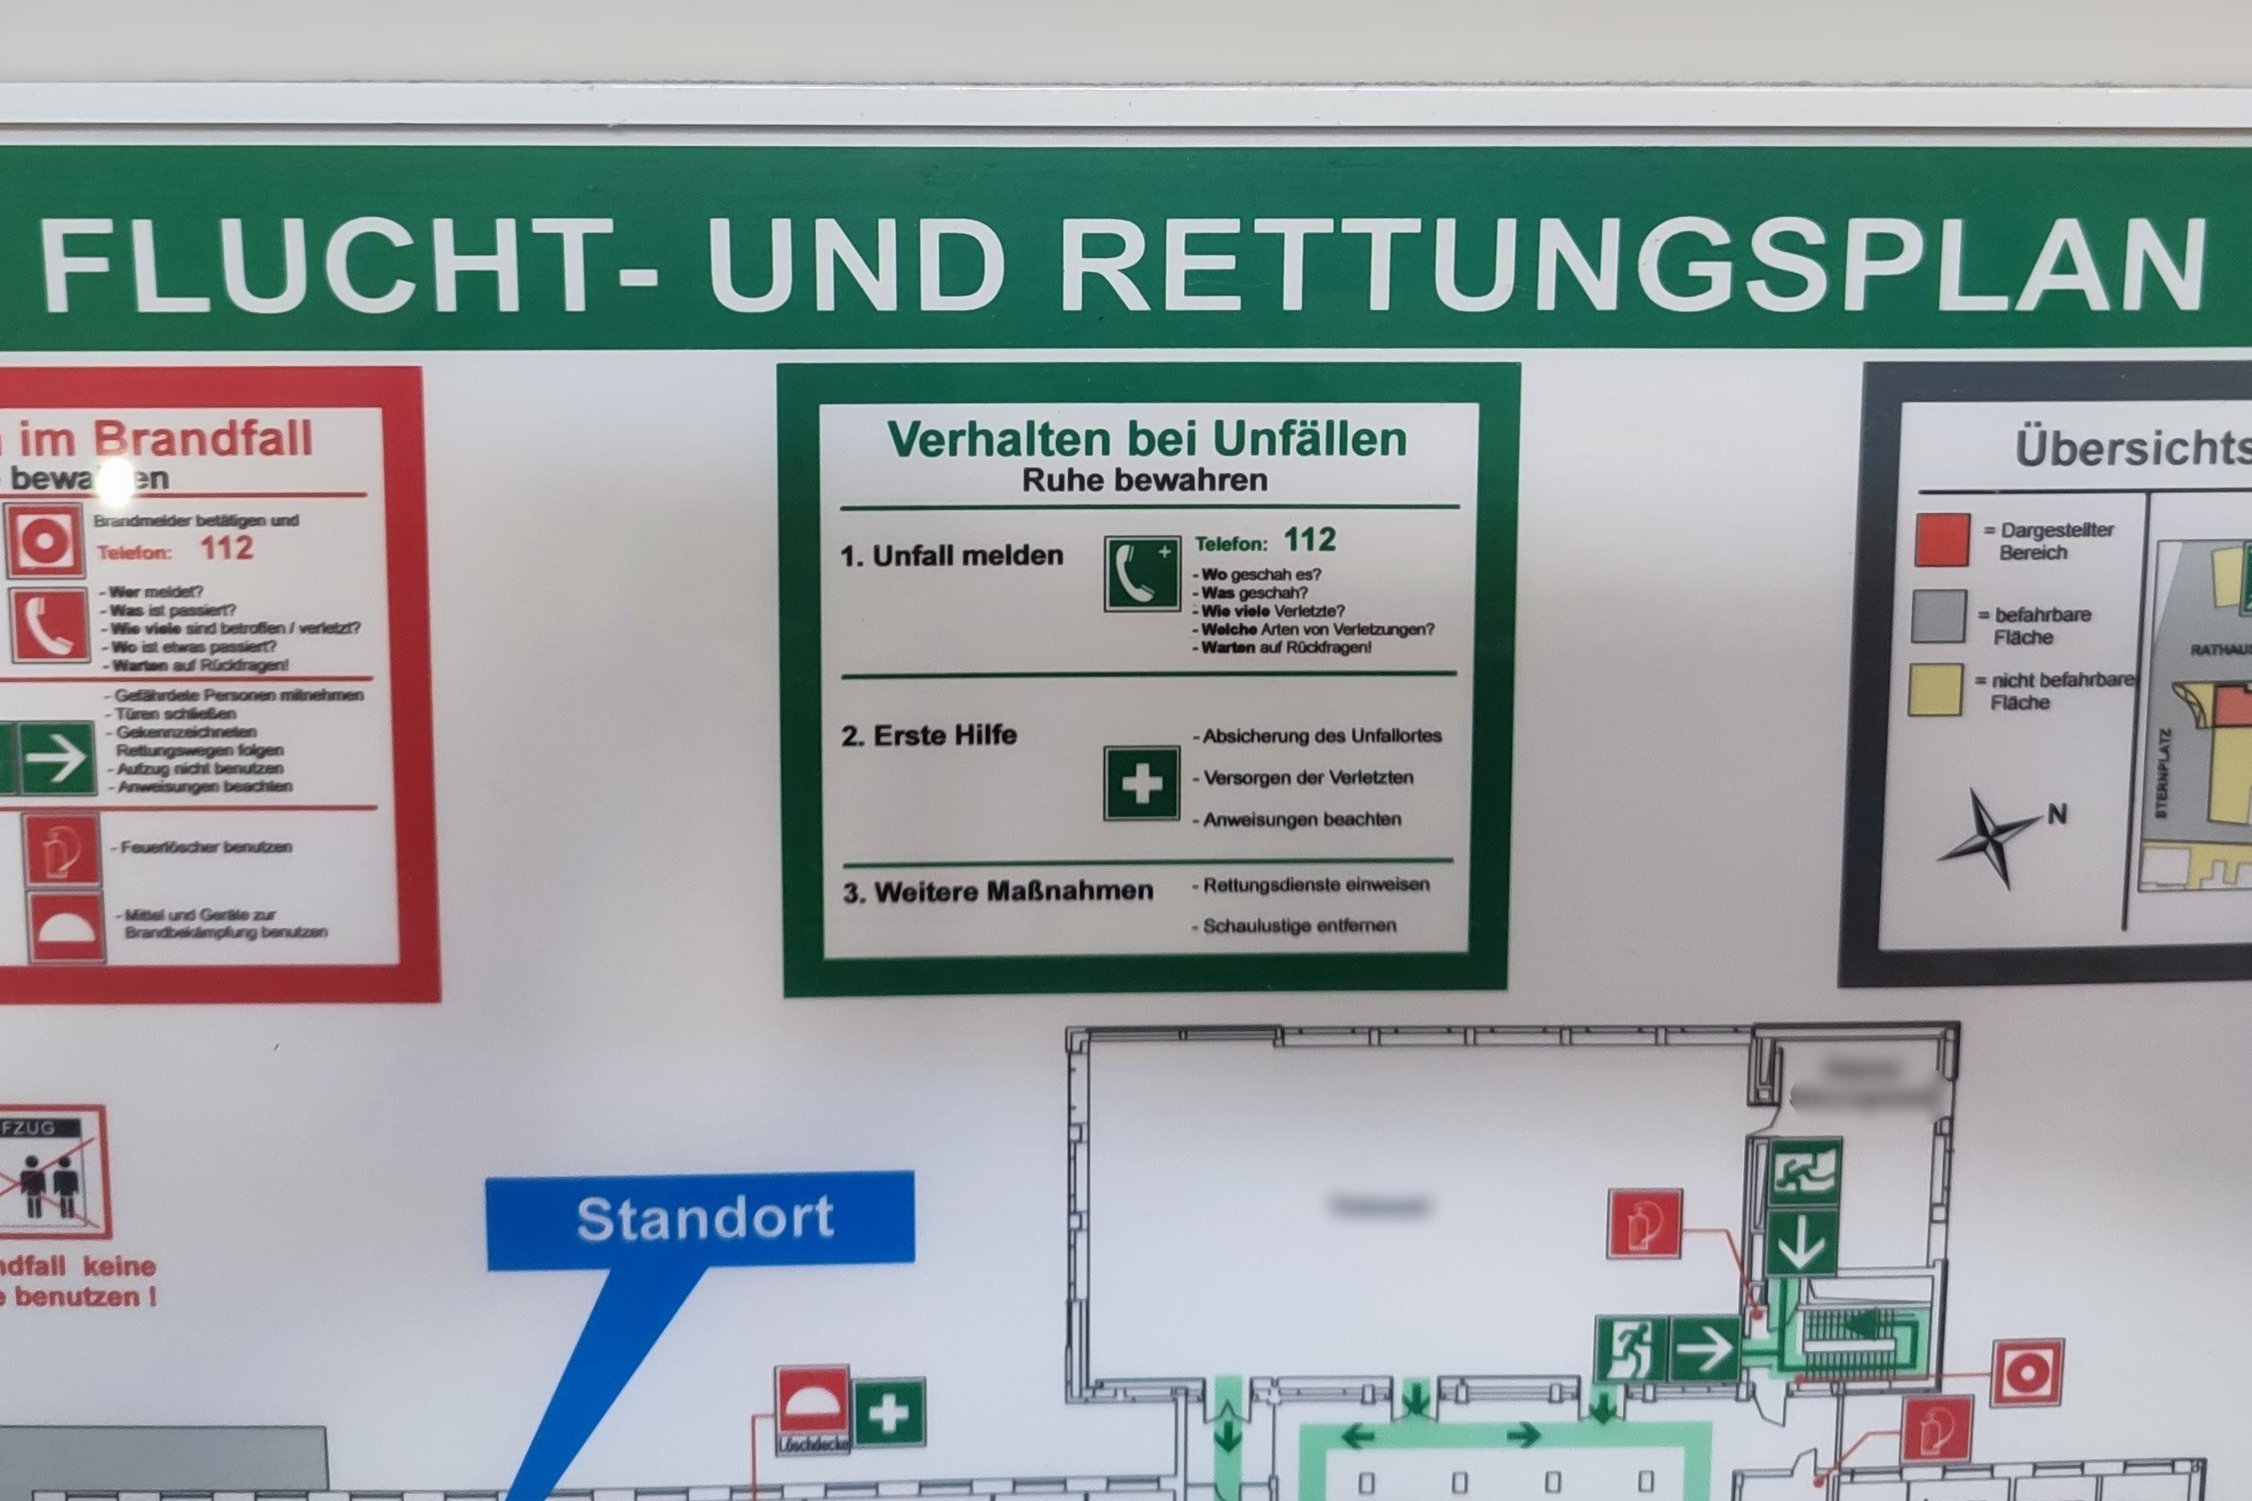 FLUCHT- UND RETTUNGSPLAN
im Brandfall
Brandmelder betätigen und
Telefon: 112
- Wer meldet?
- Was ist passiert?
- Wie viele sind betroffen / verletzt?
- Wo ist etwas passiert?
- Warten auf Rückfragen!
- Gefährdete Personen mitnehmen
- Türen schließen
- Gekennzeichneten
Rettungswegen folgen
- Aufzug nicht benutzen
- Anweisungen beachten
- Feuerlöscher benutzen
- Mittel und Geräte zur
Brandbekämpfung benutzen
Verhalten bei Unfällen
Ruhe bewahren
1. Unfall melden
Telefon: 112
- Wo geschah es?
- Was geschah?
- Wie viele Verletzte?
- Welche Arten von Verletzungen?
- Warten auf Rückfragen!
2. Erste Hilfe
- Absicherung des Unfallortes
- Versorgen der Verletzten
- Anweisungen beachten
3. Weitere Maßnahmen
- Rettungsdienste einweisen
- Schaulustige entfernen
Übersichts
= Dargestellter
Bereich
= befahrbare
Fläche
= nicht befahrbare
Fläche
N
RATHAUS
STERNPLATZ
FZUG
ndfall keine
e benutzen !
Standort
Löschdecke